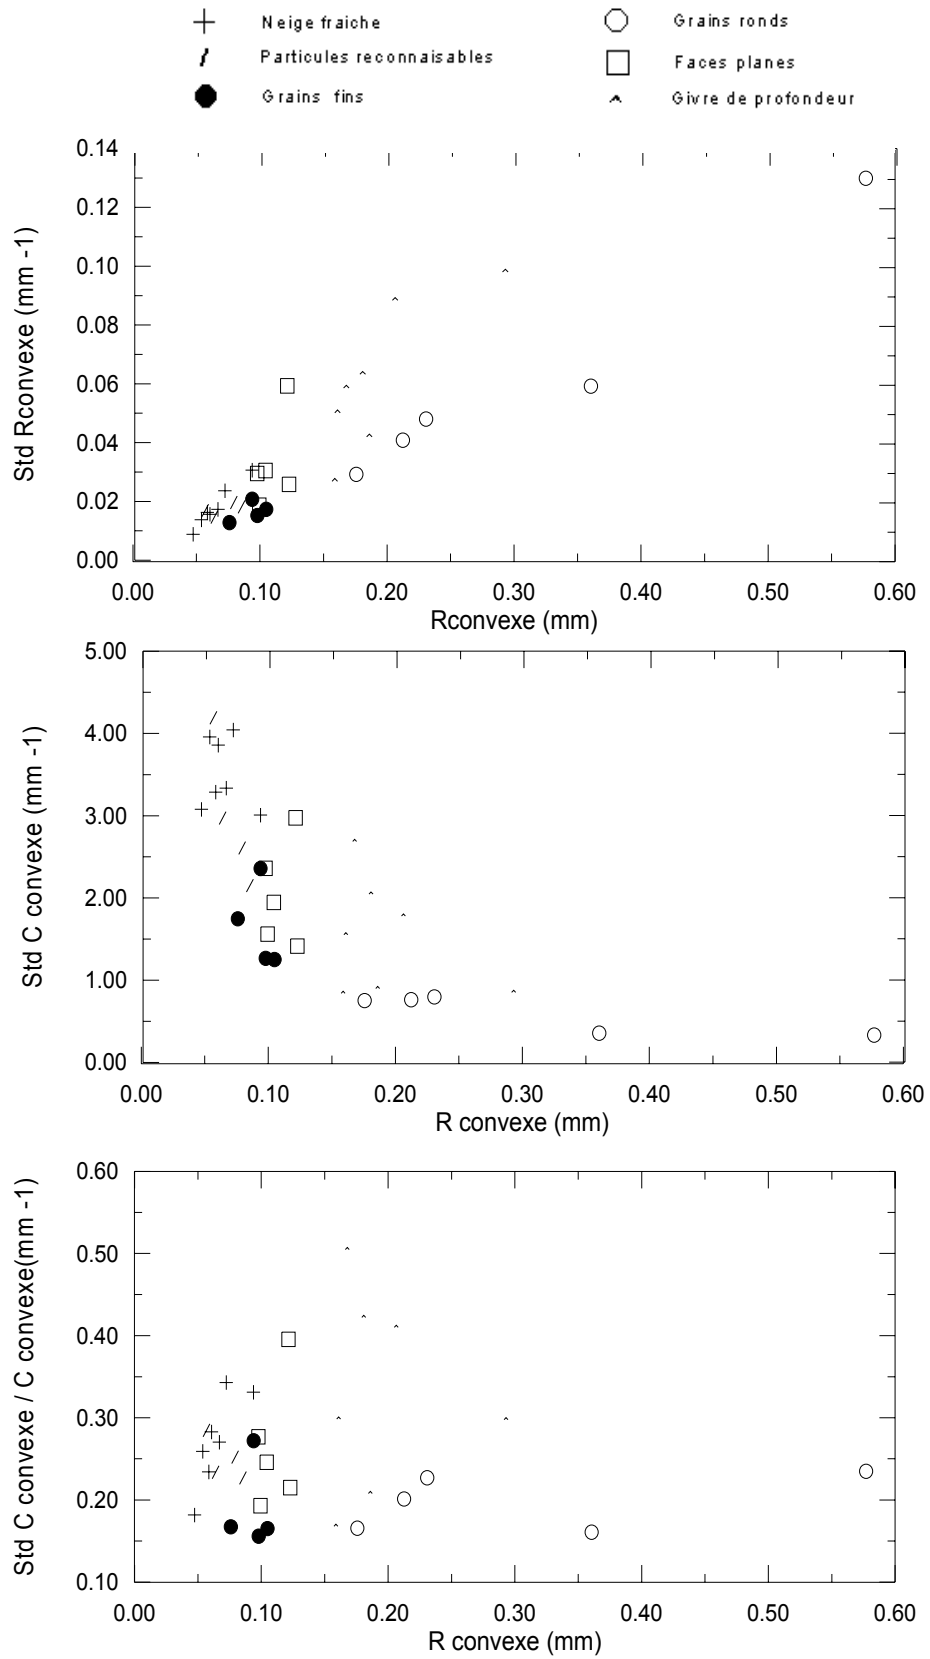 Neige fraiche
Grains ronds
Particules reconnaisables
Faces planes
Grains fins
Givre de profondeur
0.14
0.12
0.10
0.08
0.06
0.04
0.02
0.00
Std Rconvexe (mm -1)
0.00 0.10 0.20 0.30 0.40 0.50 0.60
Rconvexe (mm)
5.00
4.00
3.00
2.00
1.00
0.00
Std C convexe (mm -1)
0.00 0.10 0.20 0.30 0.40 0.50 0.60
R convexe (mm)
0.60
0.50
0.40
0.30
0.20
0.10
Std C convexe / C convexe(mm -1)
0.00 0.10 0.20 0.30 0.40 0.50 0.60
R convexe (mm)